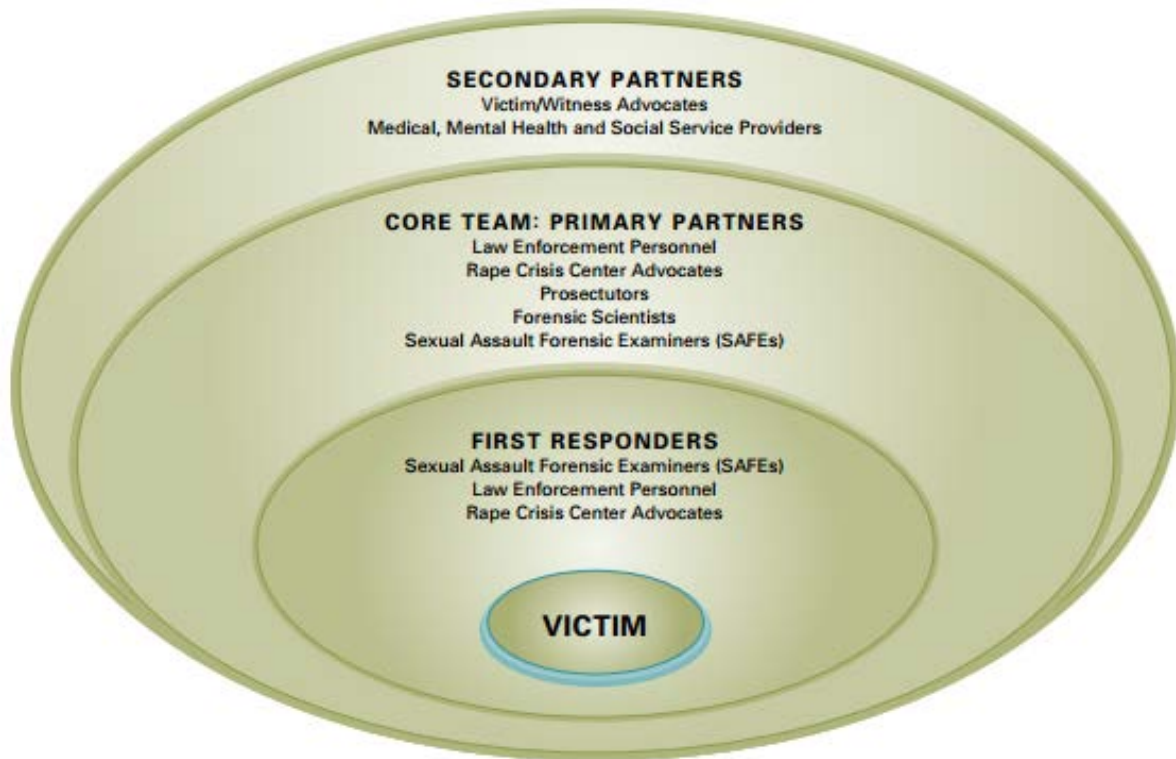 SECONDARY PARTNERS
Victim/Witness Advocates
Medical, Mental Health and Social Service Providers
CORE TEAM: PRIMARY PARTNERS
Law Enforcement Personnel
Rape Crisis Center Advocates
Prosectutors
Forensic Scientists
Sexual Assault Forensic Examiners (SAFEs)
FIRST RESPONDERS
Sexual Assault Forensic Examiners (SAFEs)
Law Enforcement Personnel
Rape Crisis Center Advocates
VICTIM